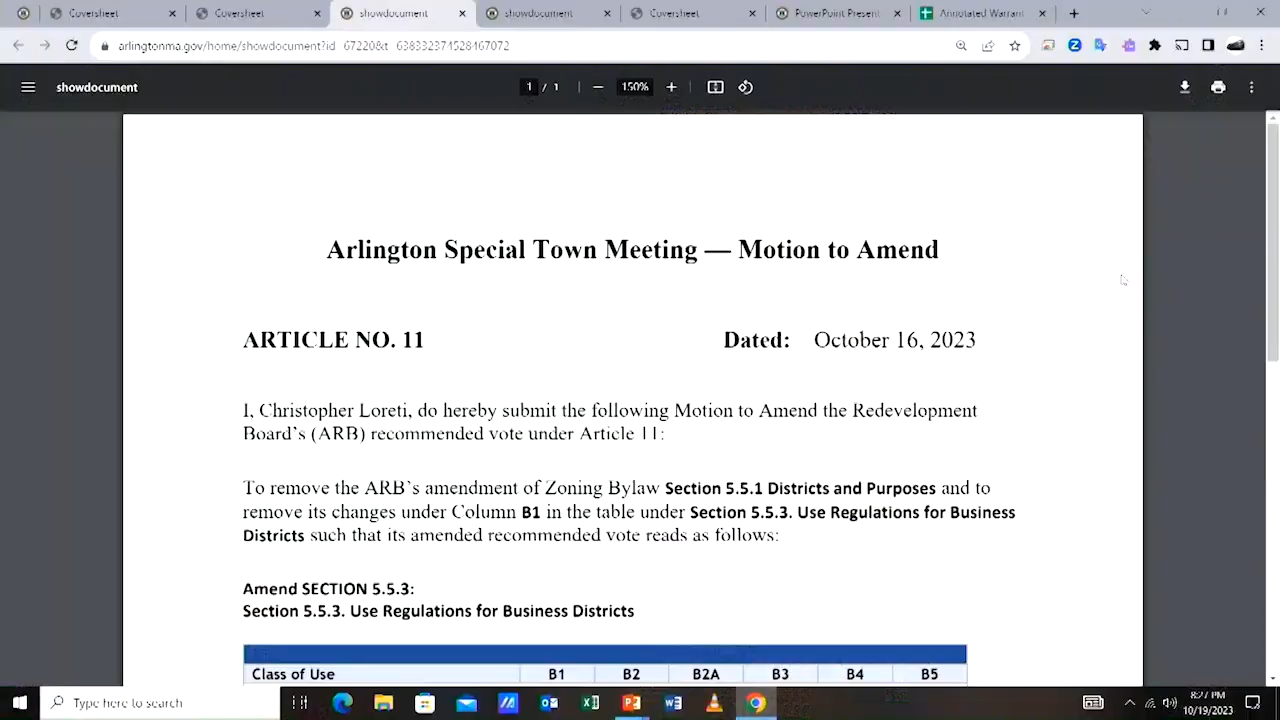 Coversheet
Coversheet
showdocument
showdocument
Coversheet
PowerPoint Present
Annotated Warrant
arlingtonma.gov/home/showdocument?id=67220&t=638332374528467072
showdocument
1 / 1
150%
Arlington Special Town Meeting — Motion to Amend
ARTICLE NO. 11
Dated: October 16, 2023
I, Christopher Loreti, do hereby submit the following Motion to Amend the Redevelopment
Board's (ARB) recommended vote under Article 11:
To remove the ARB's amendment of Zoning Bylaw Section 5.5.1 Districts and Purposes and to
remove its changes under Column B1 in the table under Section 5.5.3. Use Regulations for Business
Districts such that its amended recommended vote reads as follows:
Amend SECTION 5.5.3:
Section 5.5.3. Use Regulations for Business Districts
Class of Use B1 B2 B2A B3 B4 B5
Type here to search
8:27 PM
10/19/2023